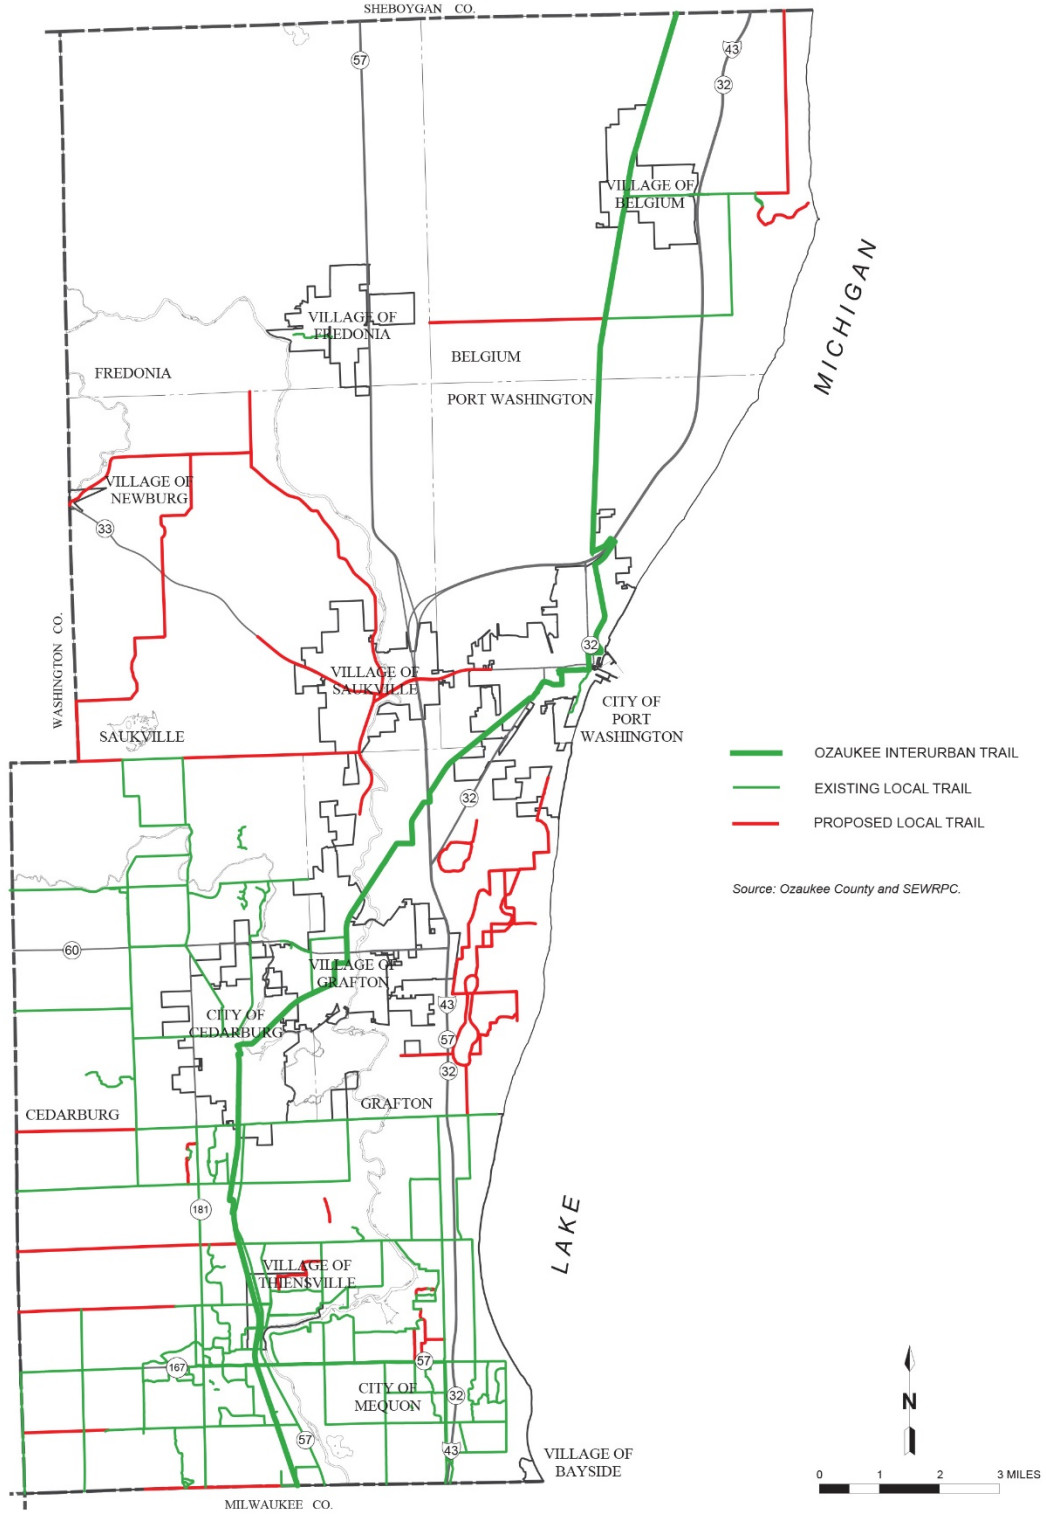 SHEBOYGAN CO.
57
43
32
VILLAGE OF
BELGIUM
MICHIGAN
VILLAGE OF
FREDONIA
BELGIUM
FREDONIA
PORT WASHINGTON
VILLAGE OF
NEWBURG
33
WASHINGTON CO.
32
VILLAGE OF
SAUKVILLE
CITY OF
PORT
WASHINGTON
SAUKVILLE
OZAUKEE INTERURBAN TRAIL
EXISTING LOCAL TRAIL
PROPOSED LOCAL TRAIL
32
Source: Ozaukee County and SEWRPC.
60
VILLAGE OF
GRAFTON
43
CITY OF
CEDARBURG
57
32
CEDARBURG
GRAFTON
181
LAKE
VILLAGE OF
THIENSVILLE
167
57
CITY OF
MEQUON
32
57
43
VILLAGE OF
BAYSIDE
N
0 1 2 3 MILES
MILWAUKEE CO.